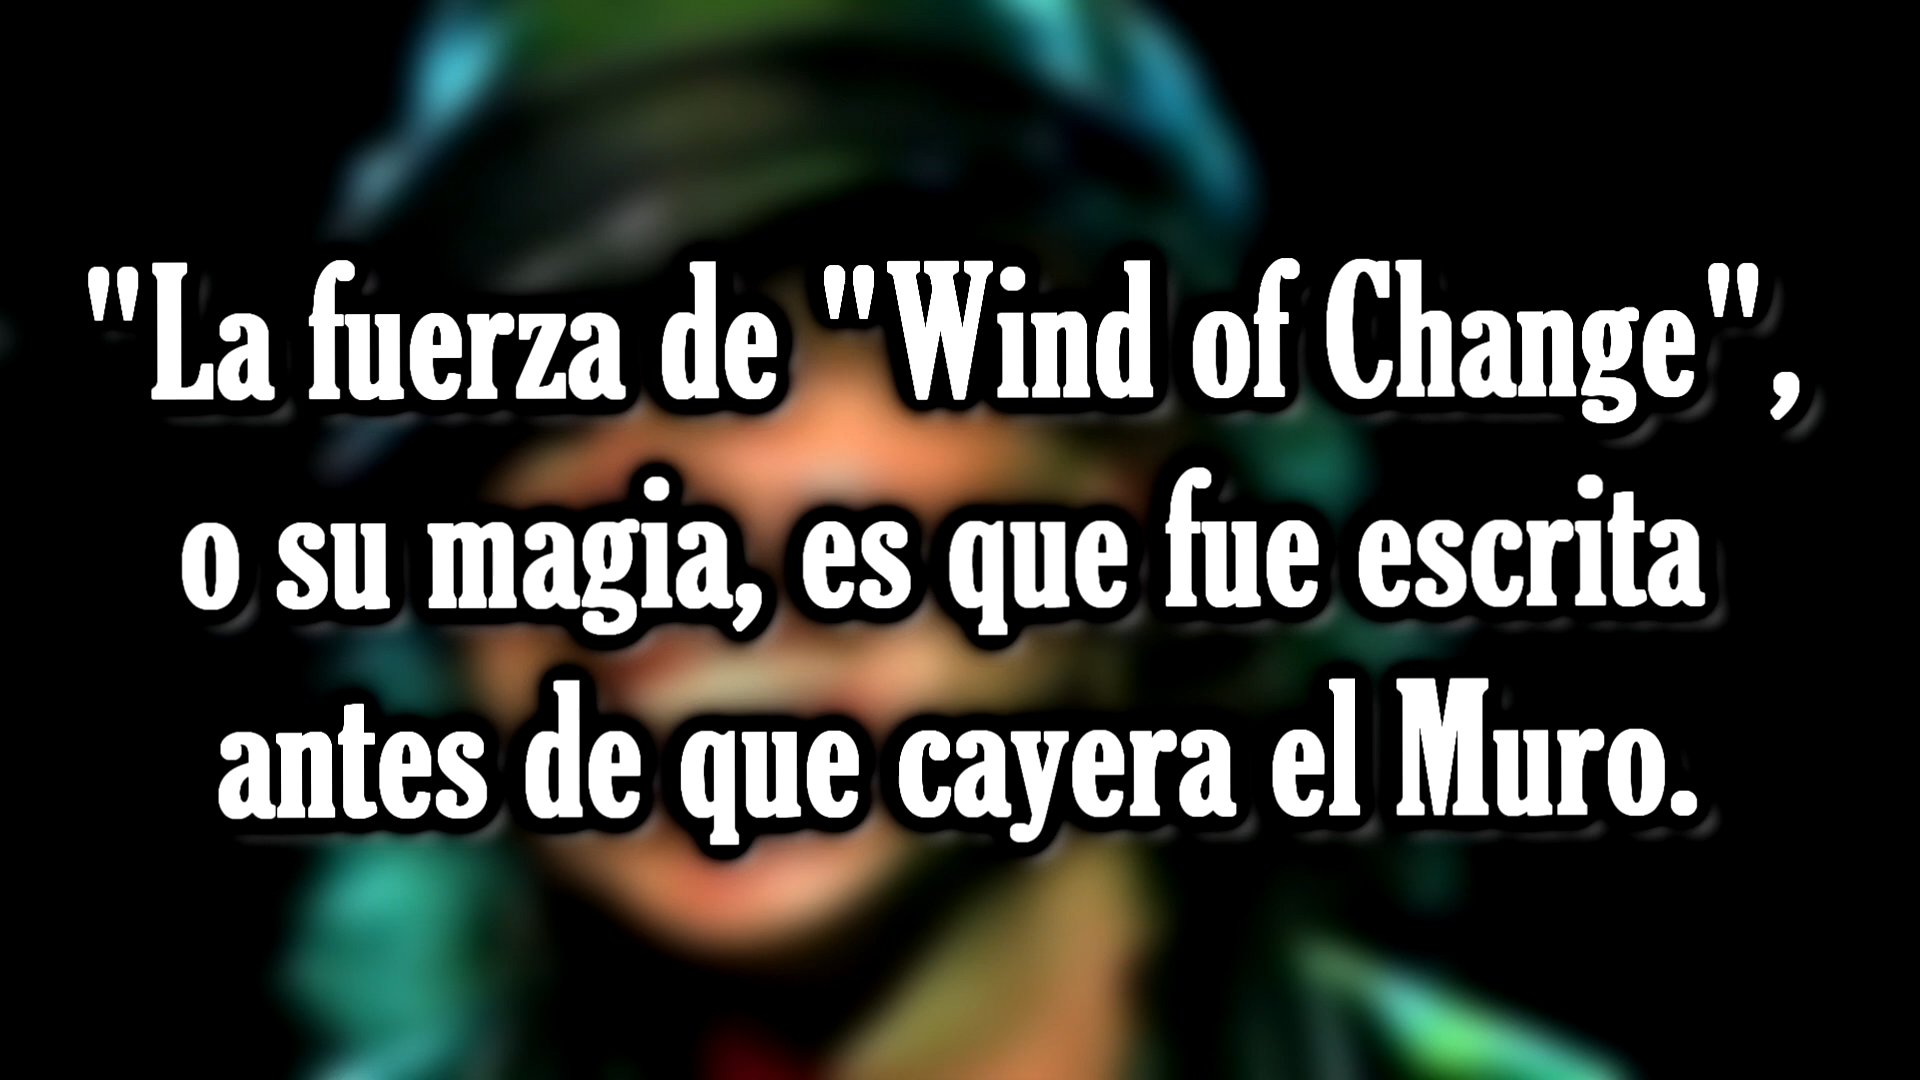 "La fuerza de "Wind of Change",
o su magia, es que fue escrita
antes de que cayera el Muro.